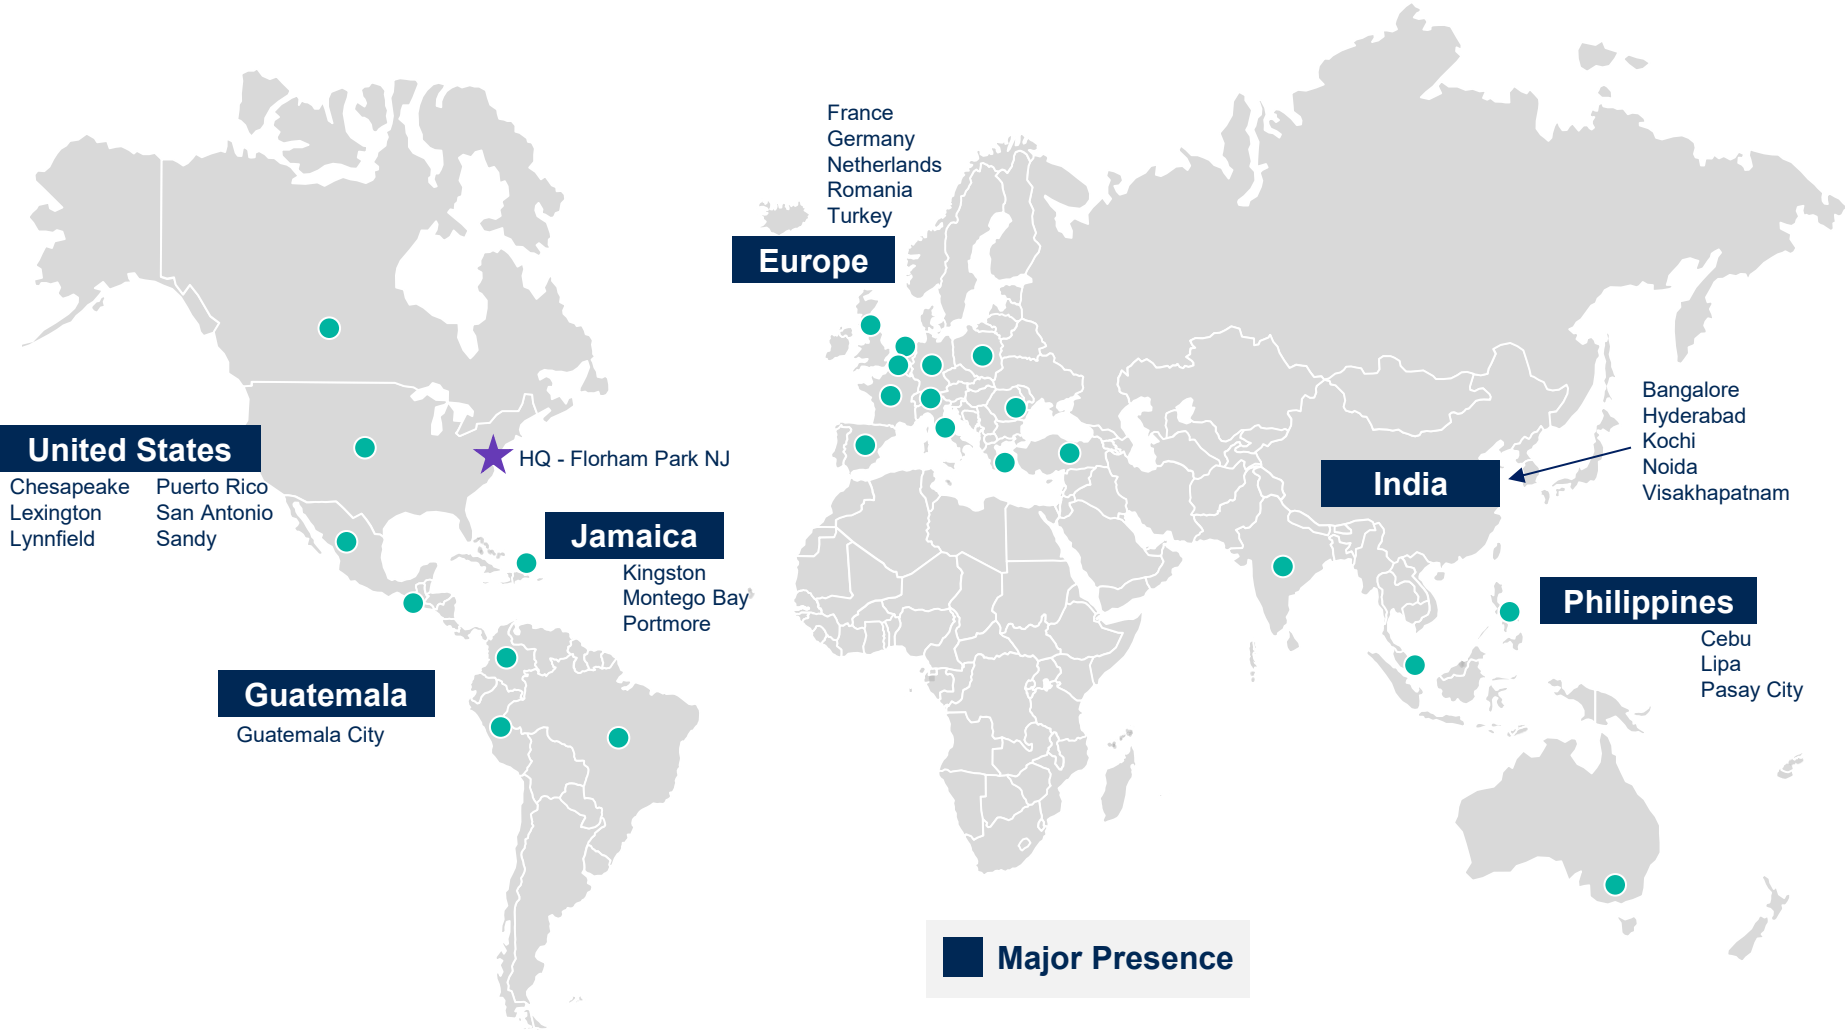 France
Germany
Netherlands
Romania
Turkey
Europe
United States
Chesapeake
Lexington
Lynnfield
Puerto Rico
San Antonio
Sandy
HQ - Florham Park NJ
Jamaica
Kingston
Montego Bay
Portmore
Guatemala
Guatemala City
Bangalore
Hyderabad
Kochi
Noida
Visakhapatnam
India
Philippines
Cebu
Lipa
Pasay City
Major Presence